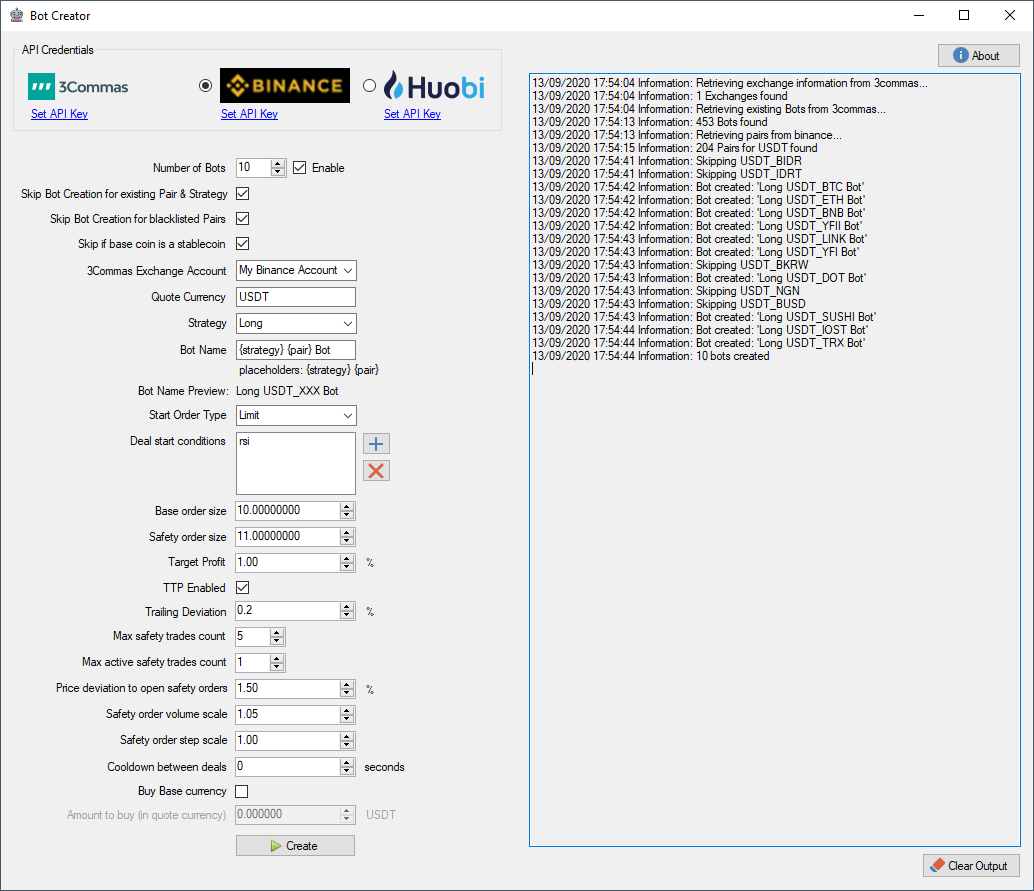 Bot Creator
API Credentials
3Commas
BINANCE
Huobi
Set API Key
Set API Key
Set API Key
Number of Bots 10 Enable
Skip Bot Creation for existing Pair & Strategy
Skip Bot Creation for blacklisted Pairs
Skip if base coin is a stablecoin
3Commas Exchange Account My Binance Account
Quote Currency USDT
Strategy Long
Bot Name {strategy} {pair} Bot
placeholders: {strategy} {pair}
Bot Name Preview: Long USDT_XXX Bot
Start Order Type Limit
Deal start conditions rsi
Base order size 10.00000000
Safety order size 11.00000000
Target Profit 1.00 %
TTP Enabled
Trailing Deviation 0.2 %
Max safety trades count 5
Max active safety trades count 1
Price deviation to open safety orders 1.50 %
Safety order volume scale 1.05
Safety order step scale 1.00
Cooldown between deals 0 seconds
Buy Base currency
Amount to buy (in quote currency) 0.000000 USDT
Create
About
13/09/2020 17:54:04 Information: Retrieving exchange information from 3commas...
13/09/2020 17:54:04 Information: 1 Exchanges found
13/09/2020 17:54:04 Information: Retrieving existing Bots from 3commas...
13/09/2020 17:54:13 Information: 453 Bots found
13/09/2020 17:54:13 Information: Retrieving pairs from binance...
13/09/2020 17:54:15 Information: 204 Pairs for USDT found
13/09/2020 17:54:41 Information: Skipping USDT_BIDR
13/09/2020 17:54:41 Information: Skipping USDT_IDRT
13/09/2020 17:54:42 Information: Bot created: 'Long USDT_BTC Bot'
13/09/2020 17:54:42 Information: Bot created: 'Long USDT_ETH Bot'
13/09/2020 17:54:42 Information: Bot created: 'Long USDT_BNB Bot'
13/09/2020 17:54:42 Information: Bot created: 'Long USDT_YFII Bot'
13/09/2020 17:54:43 Information: Bot created: 'Long USDT_LINK Bot'
13/09/2020 17:54:43 Information: Bot created: 'Long USDT_YFI Bot'
13/09/2020 17:54:43 Information: Skipping USDT_BKRW
13/09/2020 17:54:43 Information: Bot created: 'Long USDT_DOT Bot'
13/09/2020 17:54:43 Information: Skipping USDT_NGN
13/09/2020 17:54:43 Information: Skipping USDT_BUSD
13/09/2020 17:54:43 Information: Bot created: 'Long USDT_SUSHI Bot'
13/09/2020 17:54:44 Information: Bot created: 'Long USDT_IOST Bot'
13/09/2020 17:54:44 Information: Bot created: 'Long USDT_TRX Bot'
13/09/2020 17:54:44 Information: 10 bots created
Clear Output